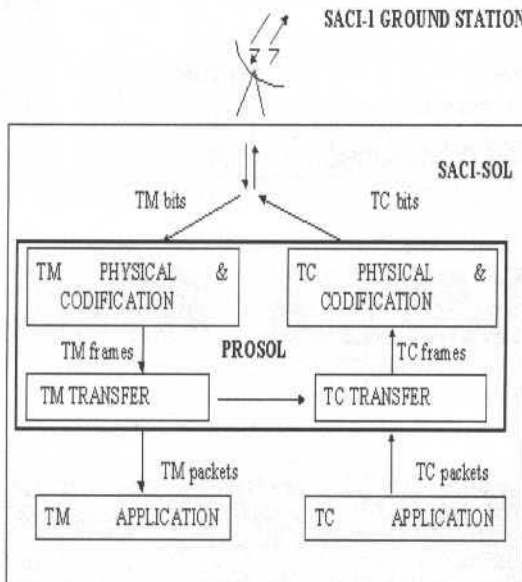 SACI-1 GROUND STATION
SACI-SOL
TM bits
TC bits
TM PHYSICAL &
CODIFICATION
TC PHYSICAL &
CODIFICATION
TM frames
PROSOL
TC frames
TM TRANSFER
TC TRANSFER
TM packets
TC packets
TM APPLICATION
TC APPLICATION